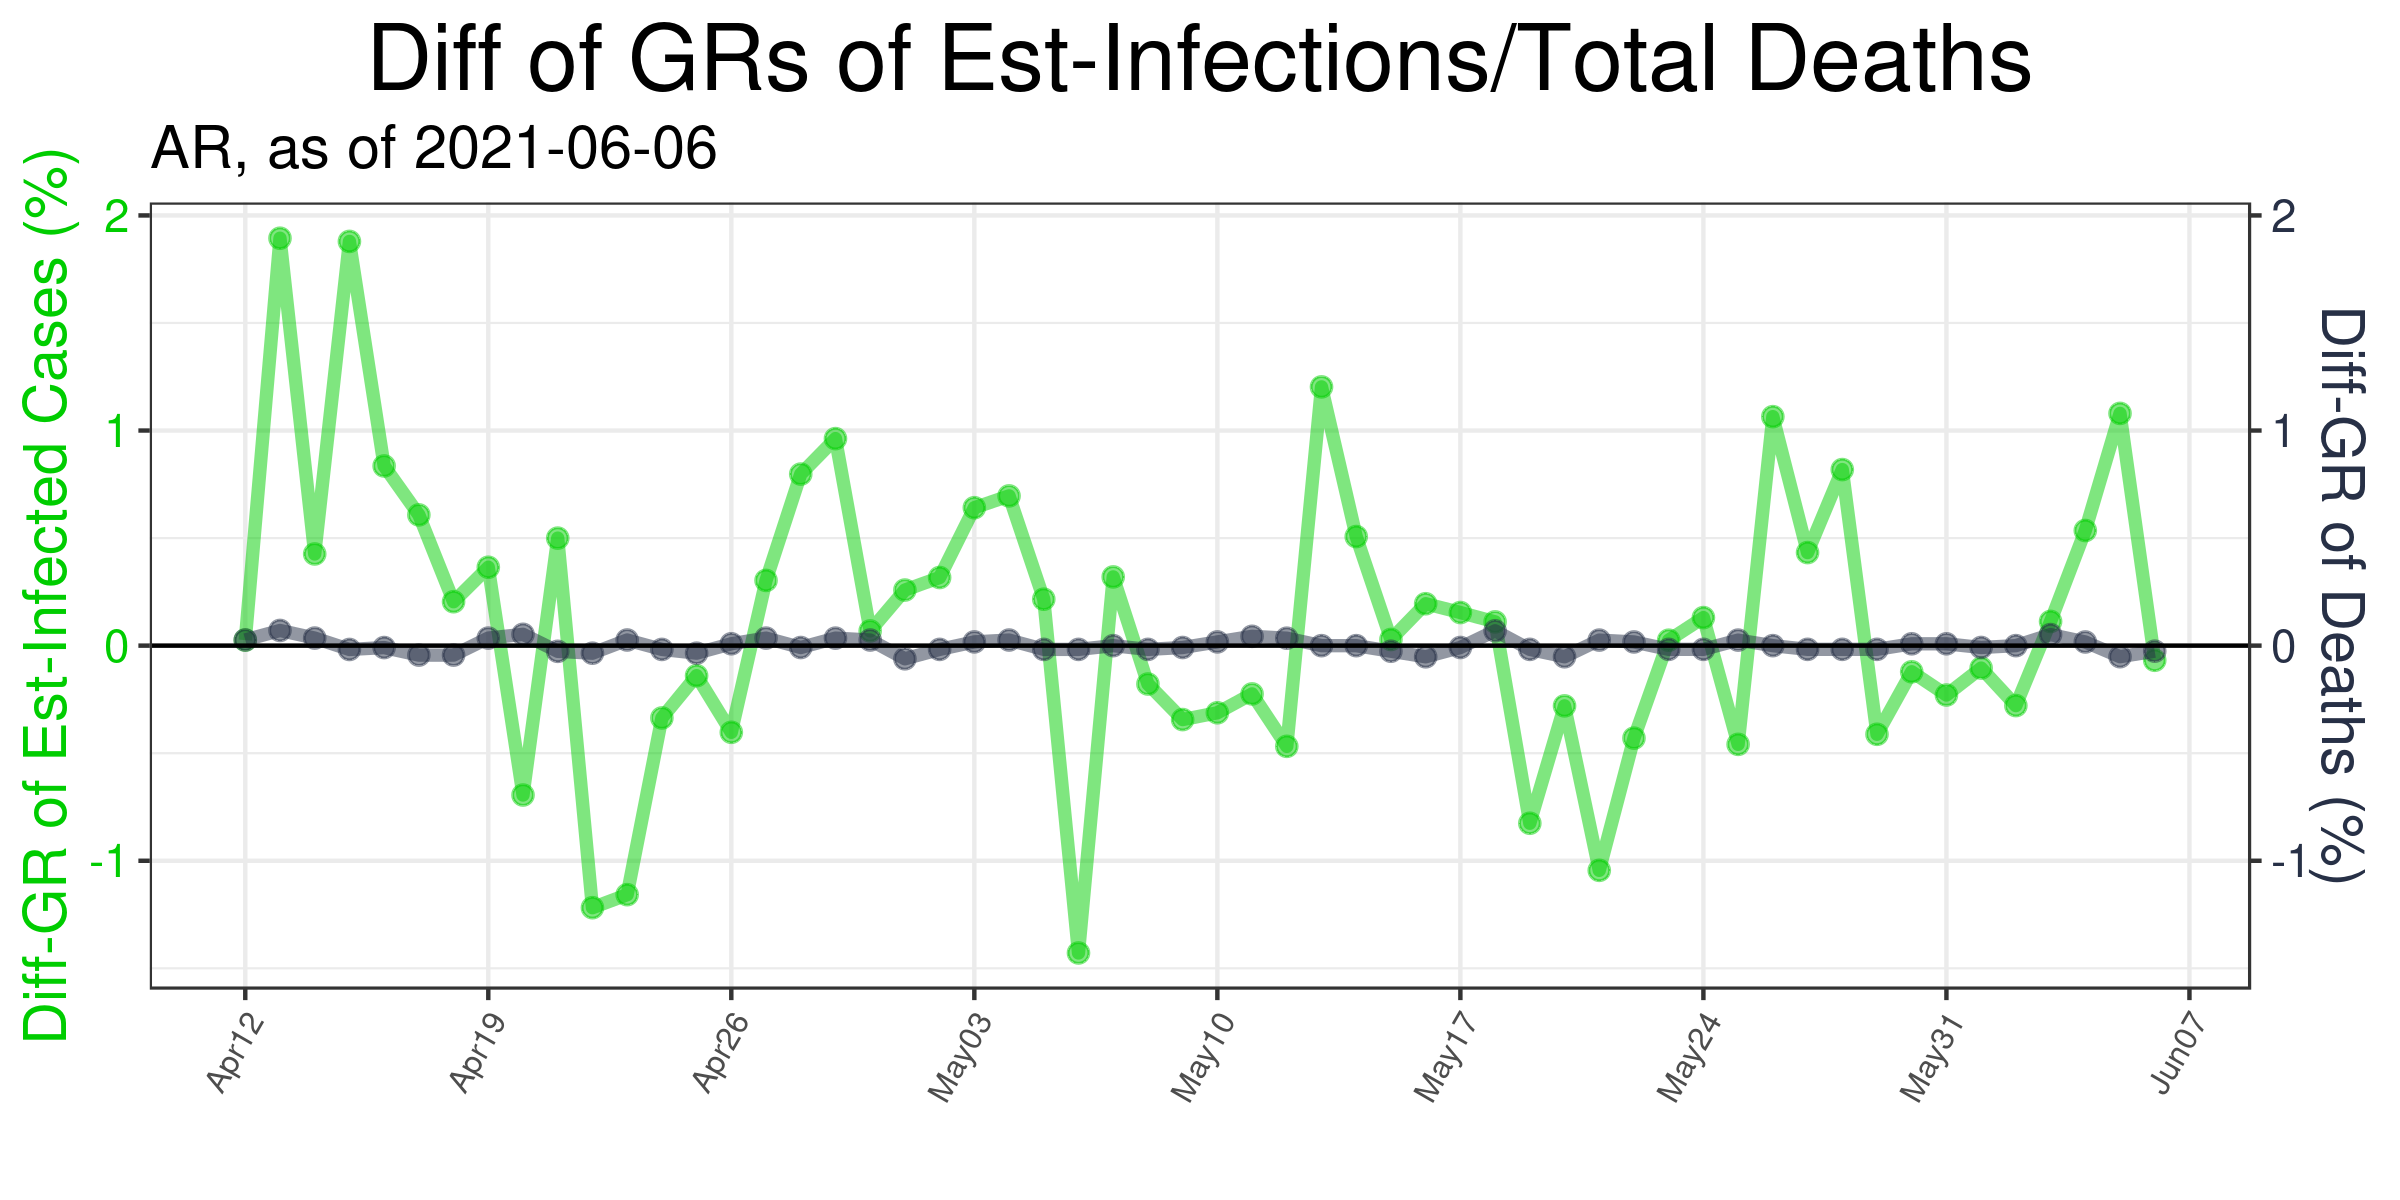 Diff of GRs of Est-Infections/Total Deaths
AR, as of 2021-06-06
Diff-GR of Est-Infected Cases (%)
2
1
0
-1
2
1
0
-1
Diff-GR of Deaths (%)
Apr12
Apr19
Apr26
May03
May10
May17
May24
May31
Jun07